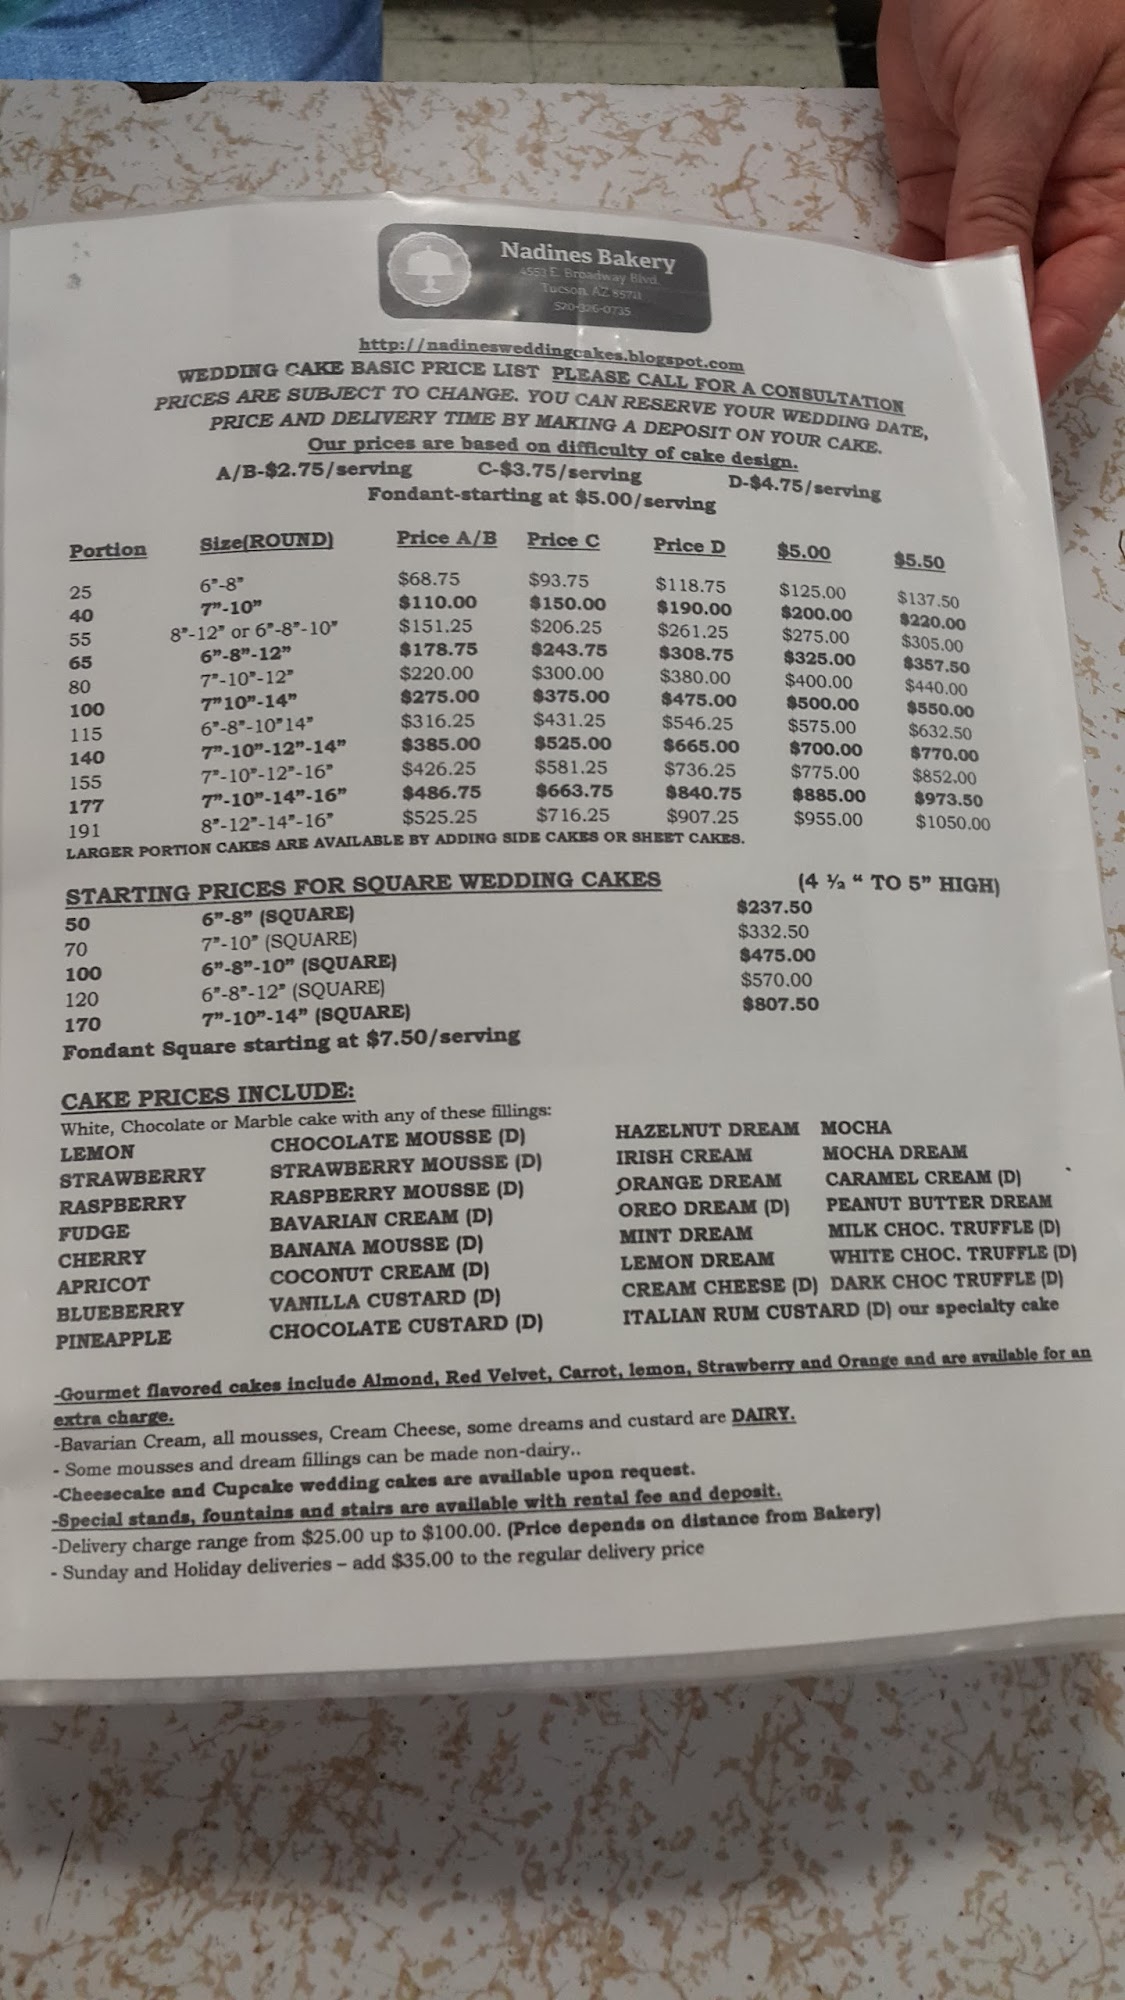 Nadines Bakery
4553 E. Broadway Blvd.
Tucson, AZ 85711
520-326-0735
http://nadinesweddingcakes.blogspot.com
WEDDING CAKE BASIC PRICE LIST PLEASE CALL FOR A CONSULTATION
PRICES ARE SUBJECT TO CHANGE. YOU CAN RESERVE YOUR WEDDING DATE,
PRICE AND DELIVERY TIME BY MAKING A DEPOSIT ON YOUR CAKE.
Our prices are based on difficulty of cake design.
A/B-$2.75/serving C-$3.75/serving D-$4.75/serving
Fondant-starting at $5.00/serving
Portion Size(ROUND) Price A/B Price C Price D $5.00 $5.50
25 6"-8" $68.75 $93.75 $118.75 $125.00 $137.50
40 7"-10" $110.00 $150.00 $190.00 $200.00 $220.00
55 8"-12" or 6"-8"-10" $151.25 $206.25 $261.25 $275.00 $305.00
65 6"-8"-12" $178.75 $243.75 $308.75 $325.00 $357.50
80 7"-10"-12" $220.00 $300.00 $380.00 $400.00 $440.00
100 7"10"-14" $275.00 $375.00 $475.00 $500.00 $550.00
115 6"-8"-10"14" $316.25 $431.25 $546.25 $575.00 $632.50
140 7"-10"-12"-14" $385.00 $525.00 $665.00 $700.00 $770.00
155 7"-10"-12"-16" $426.25 $581.25 $736.25 $775.00 $852.00
177 7"-10"-14"-16" $486.75 $663.75 $840.75 $885.00 $973.50
191 8"-12"-14"-16" $525.25 $716.25 $907.25 $955.00 $1050.00
LARGER PORTION CAKES ARE AVAILABLE BY ADDING SIDE CAKES OR SHEET CAKES.
STARTING PRICES FOR SQUARE WEDDING CAKES (4 ½ " TO 5" HIGH)
50 6"-8" (SQUARE) $237.50
70 7"-10" (SQUARE) $332.50
100 6"-8"-10" (SQUARE) $475.00
120 6"-8"-12" (SQUARE) $570.00
170 7"-10"-14" (SQUARE) $807.50
Fondant Square starting at $7.50/serving
CAKE PRICES INCLUDE:
White, Chocolate or Marble cake with any of these fillings:
LEMON CHOCOLATE MOUSSE (D) HAZELNUT DREAM MOCHA
STRAWBERRY STRAWBERRY MOUSSE (D) IRISH CREAM MOCHA DREAM
RASPBERRY RASPBERRY MOUSSE (D) ORANGE DREAM CARAMEL CREAM (D)
FUDGE BAVARIAN CREAM (D) OREO DREAM (D) PEANUT BUTTER DREAM
CHERRY BANANA MOUSSE (D) MINT DREAM MILK CHOC. TRUFFLE (D)
APRICOT COCONUT CREAM (D) LEMON DREAM WHITE CHOC. TRUFFLE (D)
BLUEBERRY VANILLA CUSTARD (D) CREAM CHEESE (D) DARK CHOC TRUFFLE (D)
PINEAPPLE CHOCOLATE CUSTARD (D) ITALIAN RUM CUSTARD (D) our specialty cake
-Gourmet flavored cakes include Almond, Red Velvet, Carrot, lemon, Strawberry and Orange and are available for an
extra charge.
-Bavarian Cream, all mousses, Cream Cheese, some dreams and custard are DAIRY.
- Some mousses and dream fillings can be made non-dairy..
-Cheesecake and Cupcake wedding cakes are available upon request.
-Special stands, fountains and stairs are available with rental fee and deposit.
-Delivery charge range from $25.00 up to $100.00. (Price depends on distance from Bakery)
- Sunday and Holiday deliveries – add $35.00 to the regular delivery price